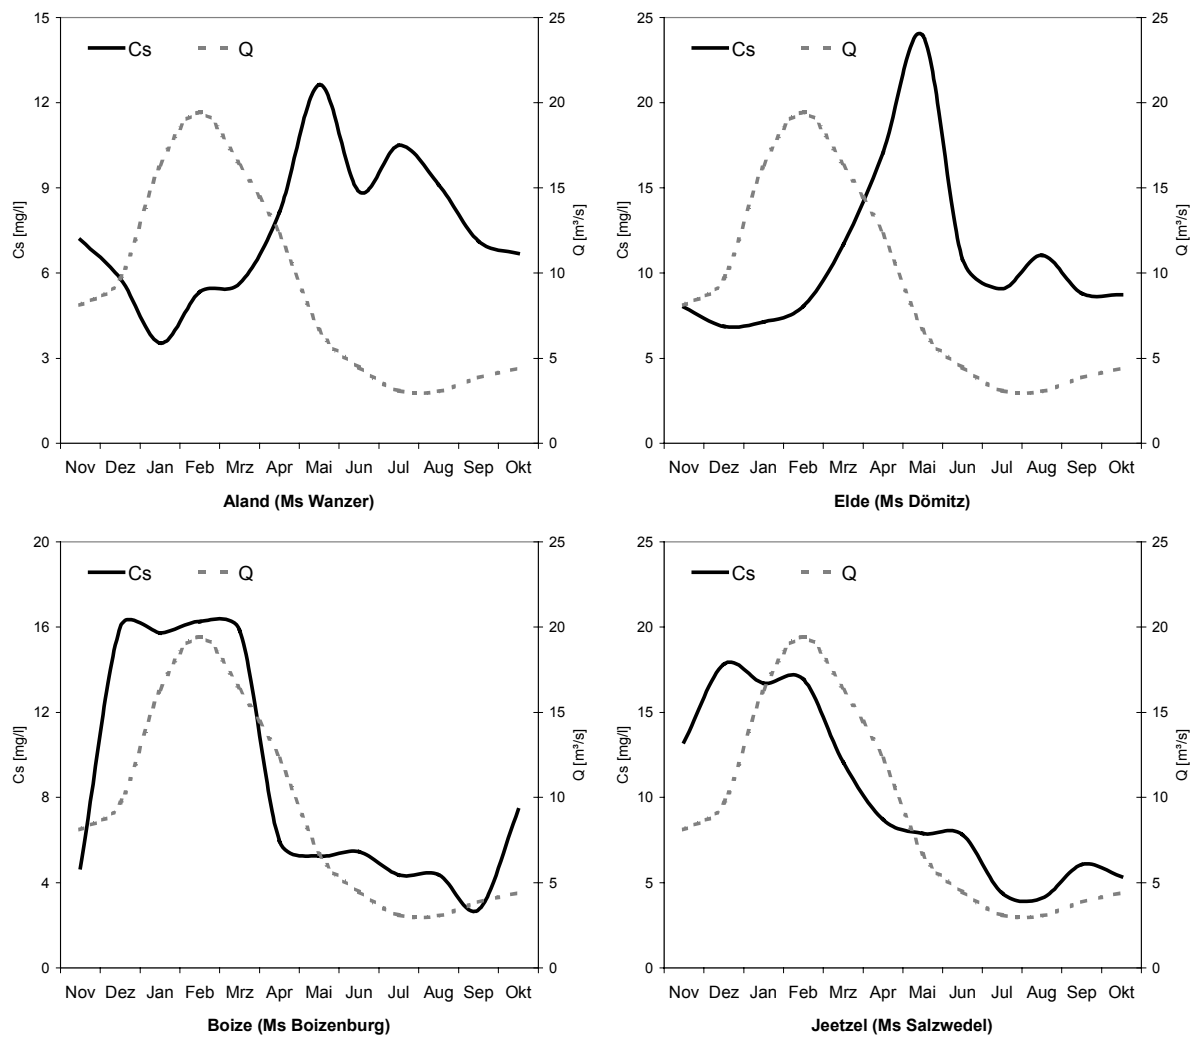 15
12
9
6
3
0
Cs [mg/l]
Cs Q
25
20
15
10
5
0
Q [m³/s]
Nov Dez Jan Feb Mrz Apr Mai Jun Jul Aug Sep Okt
Aland (Ms Wanzer)
25
20
15
10
5
0
Cs [mg/l]
Cs Q
25
20
15
10
5
0
Q [m³/s]
Nov Dez Jan Feb Mrz Apr Mai Jun Jul Aug Sep Okt
Elde (Ms Dömitz)
20
16
12
8
4
0
Cs [mg/l]
Cs Q
25
20
15
10
5
0
Q [m³/s]
Nov Dez Jan Feb Mrz Apr Mai Jun Jul Aug Sep Okt
Boize (Ms Boizenburg)
25
20
15
10
5
0
Cs [mg/l]
Cs Q
25
20
15
10
5
0
Q [m³/s]
Nov Dez Jan Feb Mrz Apr Mai Jun Jul Aug Sep Okt
Jeetzel (Ms Salzwedel)